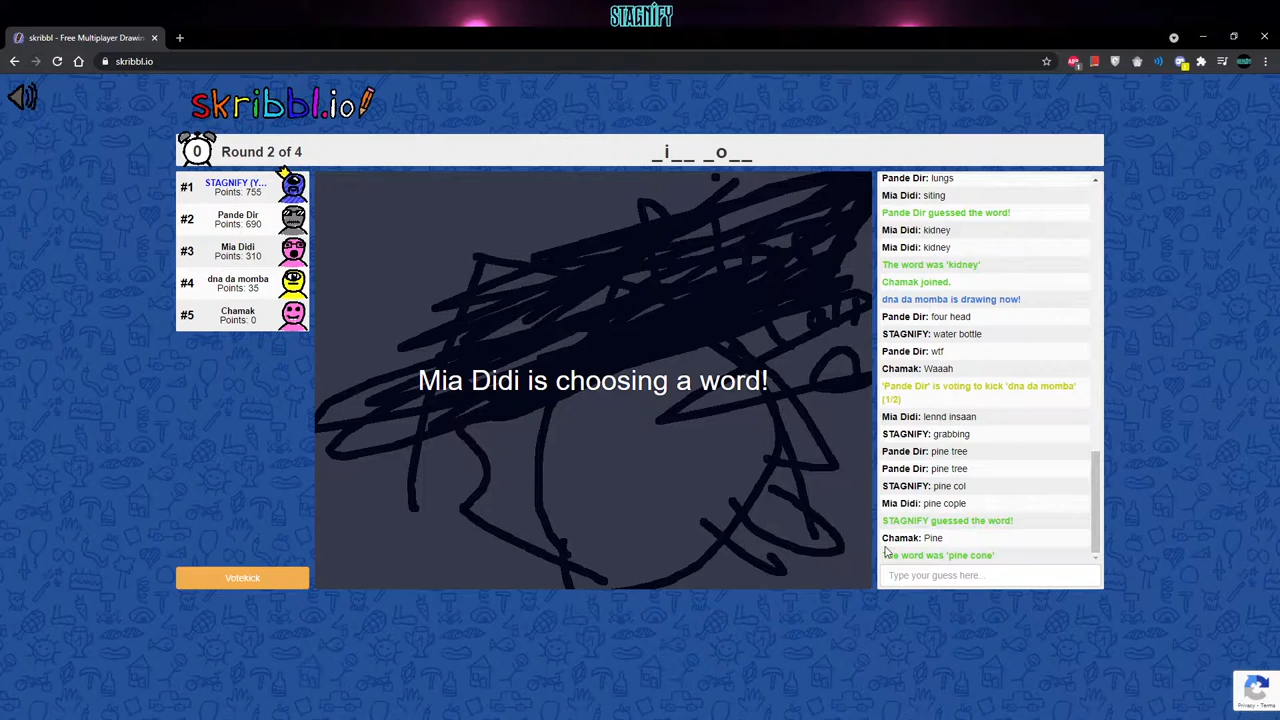 STAGNIFY
skribbl - Free Multiplayer Drawin
skribbl.io
skribbl.io
0
Round 2 of 4
_i__ _o__
#1
STAGNIFY (Y...
Points: 755
#2
Pande Dir
Points: 690
#3
Mia Didi
Points: 310
#4
dna da momba
Points: 35
#5
Chamak
Points: 0
Votekick
Mia Didi is choosing a word!
Pande Dir: lungs
Mia Didi: siting
Pande Dir guessed the word!
Mia Didi: kidney
Mia Didi: kidney
The word was 'kidney'
Chamak joined.
dna da momba is drawing now!
Pande Dir: four head
STAGNIFY: water bottle
Pande Dir: wtf
Chamak: Waaah
'Pande Dir' is voting to kick 'dna da momba'
(1/2)
Mia Didi: lennd insaan
STAGNIFY: grabbing
Pande Dir: pine tree
Pande Dir: pine tree
STAGNIFY: pine col
Mia Didi: pine cople
STAGNIFY guessed the word!
Chamak: Pine
The word was 'pine cone'
Type your guess here...
Privacy - Terms